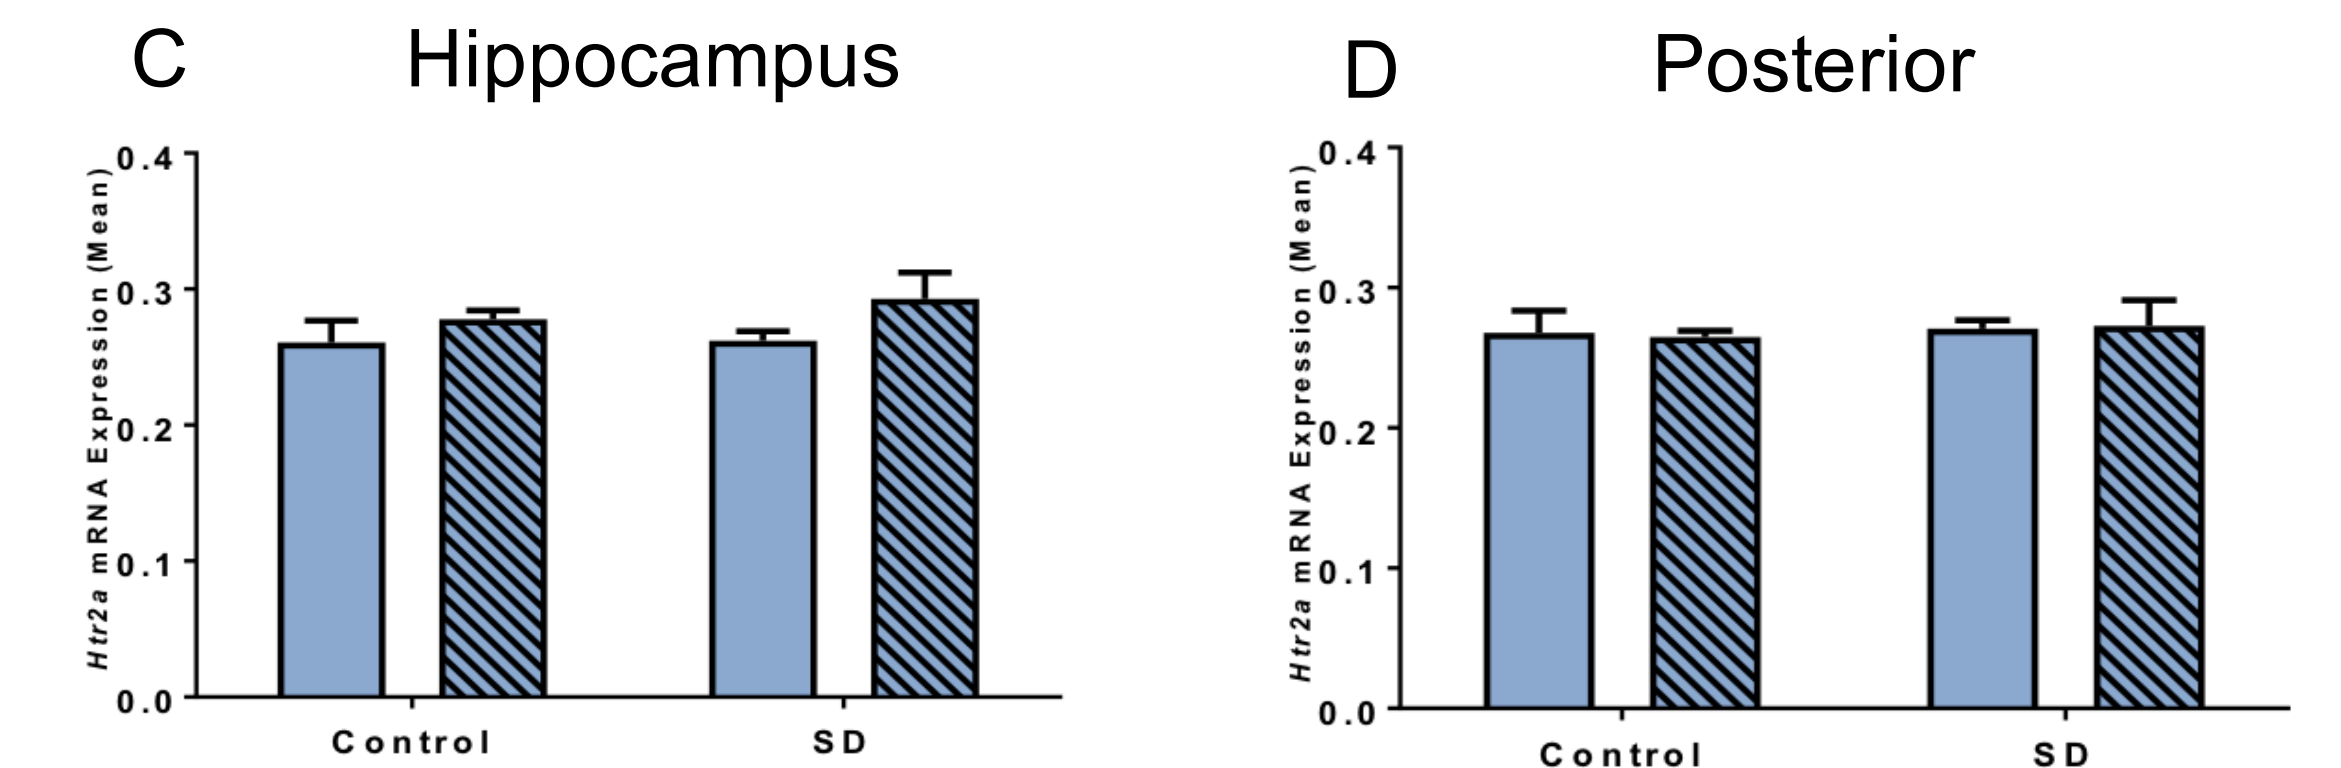 C Hippocampus
Htr2a mRNA Expression (Mean)
0.4
0.3
0.2
0.1
0.0
Control SD
D Posterior
Htr2a mRNA Expression (Mean)
0.4
0.3
0.2
0.1
0.0
Control SD